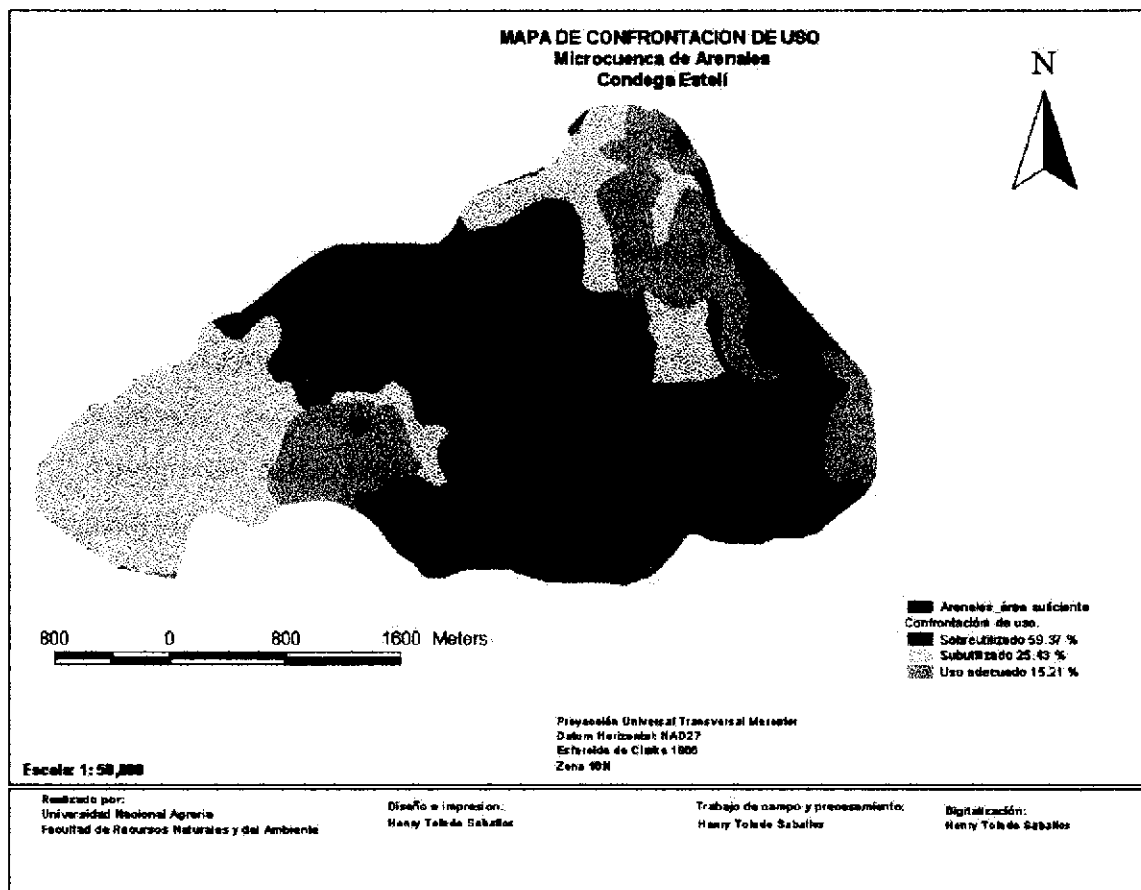 MAPA DE CONFRONTACION DE USO
Microcuenca de Arenales
Condega Estelí
N
800 0 800 1600 Meters
Arenales_área suficiente
Confrontación de uso.
Sobreutilizado 59.37 %
Subutilizado 25.43 %
Uso adecuado 15.21 %
Proyección Universal Transversal Mercator
Datum Horizontal: NAD27
Esferoide de Clarke 1866
Zona 16N
Escala: 1:50,000
Realizado por:
Universidad Nacional Agraria
Facultad de Recursos Naturales y del Ambiente
Diseño e impresion:
Henry Toledo Saballos
Trabajo de campo y procesamiento:
Henry Toledo Saballos
Digitalización:
Henry Toledo Saballos